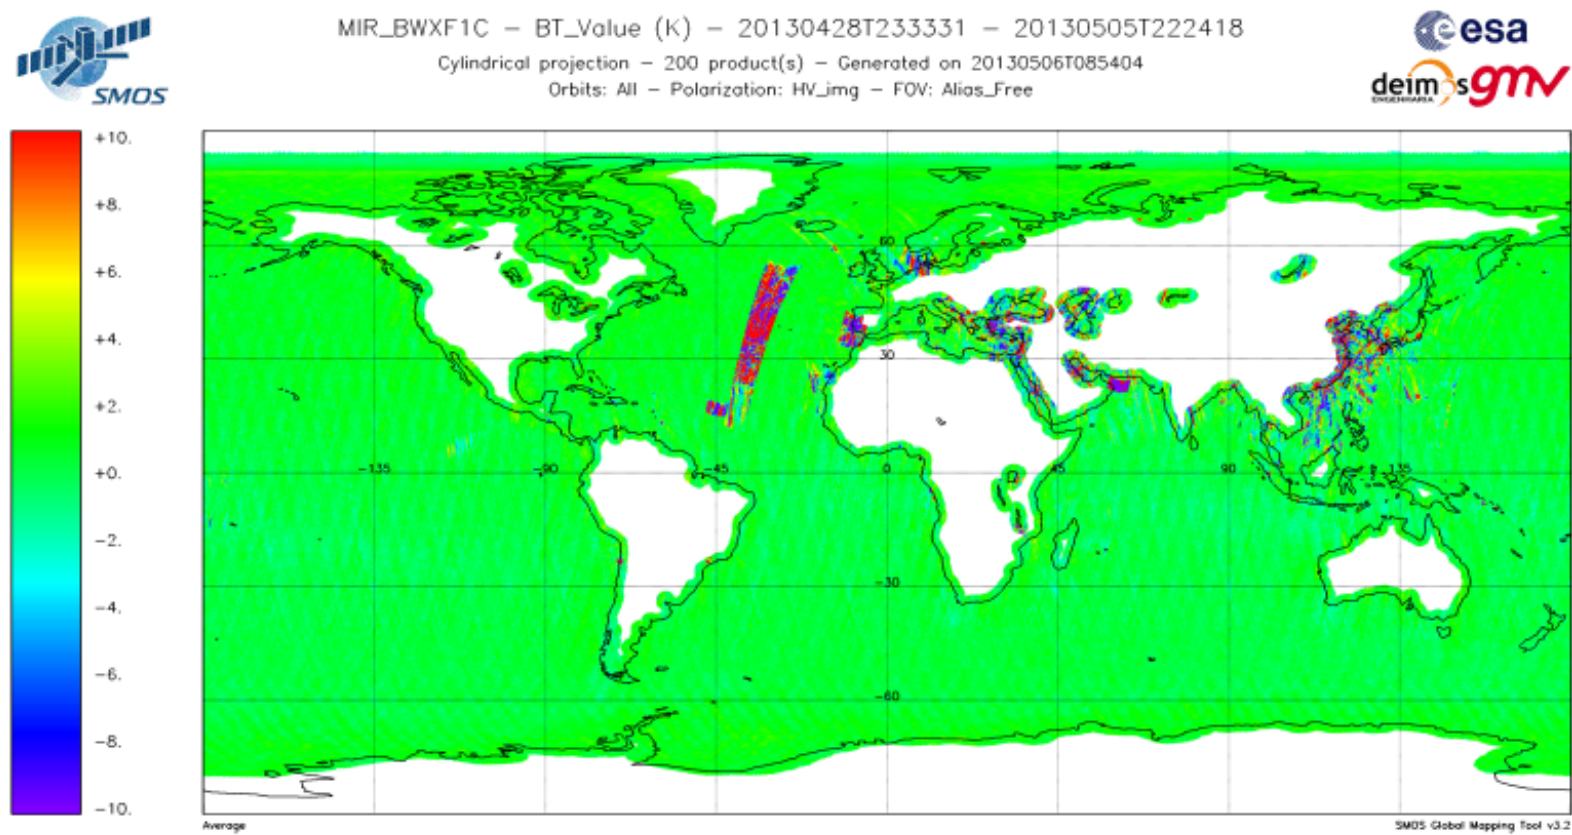 MIR_BWXF1C – BT_Value (K) – 20130428T233331 – 20130505T222418
Cylindrical projection – 200 product(s) – Generated on 20130506T085404
Orbits: All – Polarization: HV_img – FOV: Alias_Free
SMOS
esa
deimos
ENGENHARIA
gmv
+10.
+8.
+6.
+4.
+2.
+0.
−2.
−4.
−6.
−8.
−10.
60
30
−135
−90
−45
0
45
90
135
−30
−60
Average
SMOS Global Mapping Tool v3.2